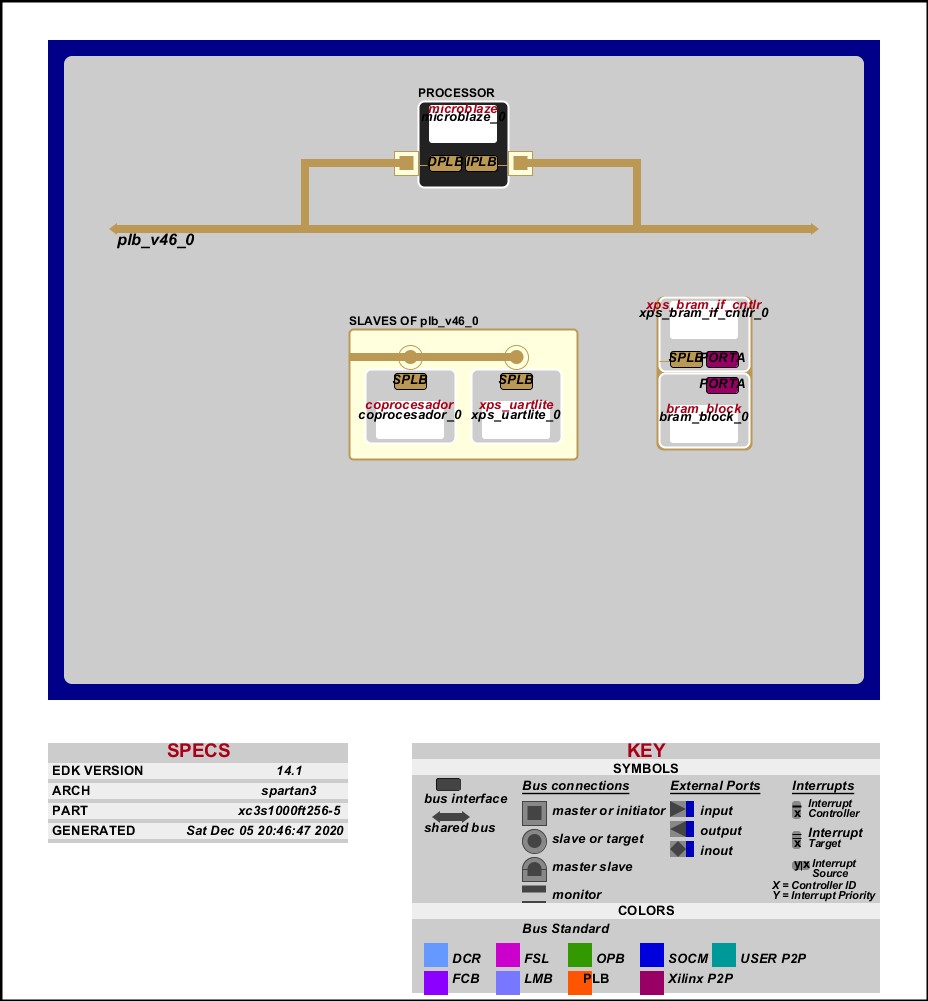 PROCESSOR
microblaze
microblaze_0
DPLB IPLB
plb_v46_0
SLAVES OF plb_v46_0
SPLB SPLB
coprocesador xps_uartlite
coprocesador_0 xps_uartlite_0
xps_bram_if_cntlr
xps_bram_if_cntlr_0
SPLB PORTA
PORTA
bram_block
bram_block_0
SPECS
EDK VERSION 14.1
ARCH spartan3
PART xc3s1000ft256-5
GENERATED Sat Dec 05 20:46:47 2020
KEY
SYMBOLS
bus interface
shared bus
Bus connections
master or initiator
slave or target
master slave
monitor
External Ports
input
output
inout
Interrupts
x
Interrupt
Controller
x
Interrupt
Target
y x
Interrupt
Source
X = Controller ID
Y = Interrupt Priority
COLORS
Bus Standard
DCR FSL OPB SOCM USER P2P
FCB LMB PLB Xilinx P2P